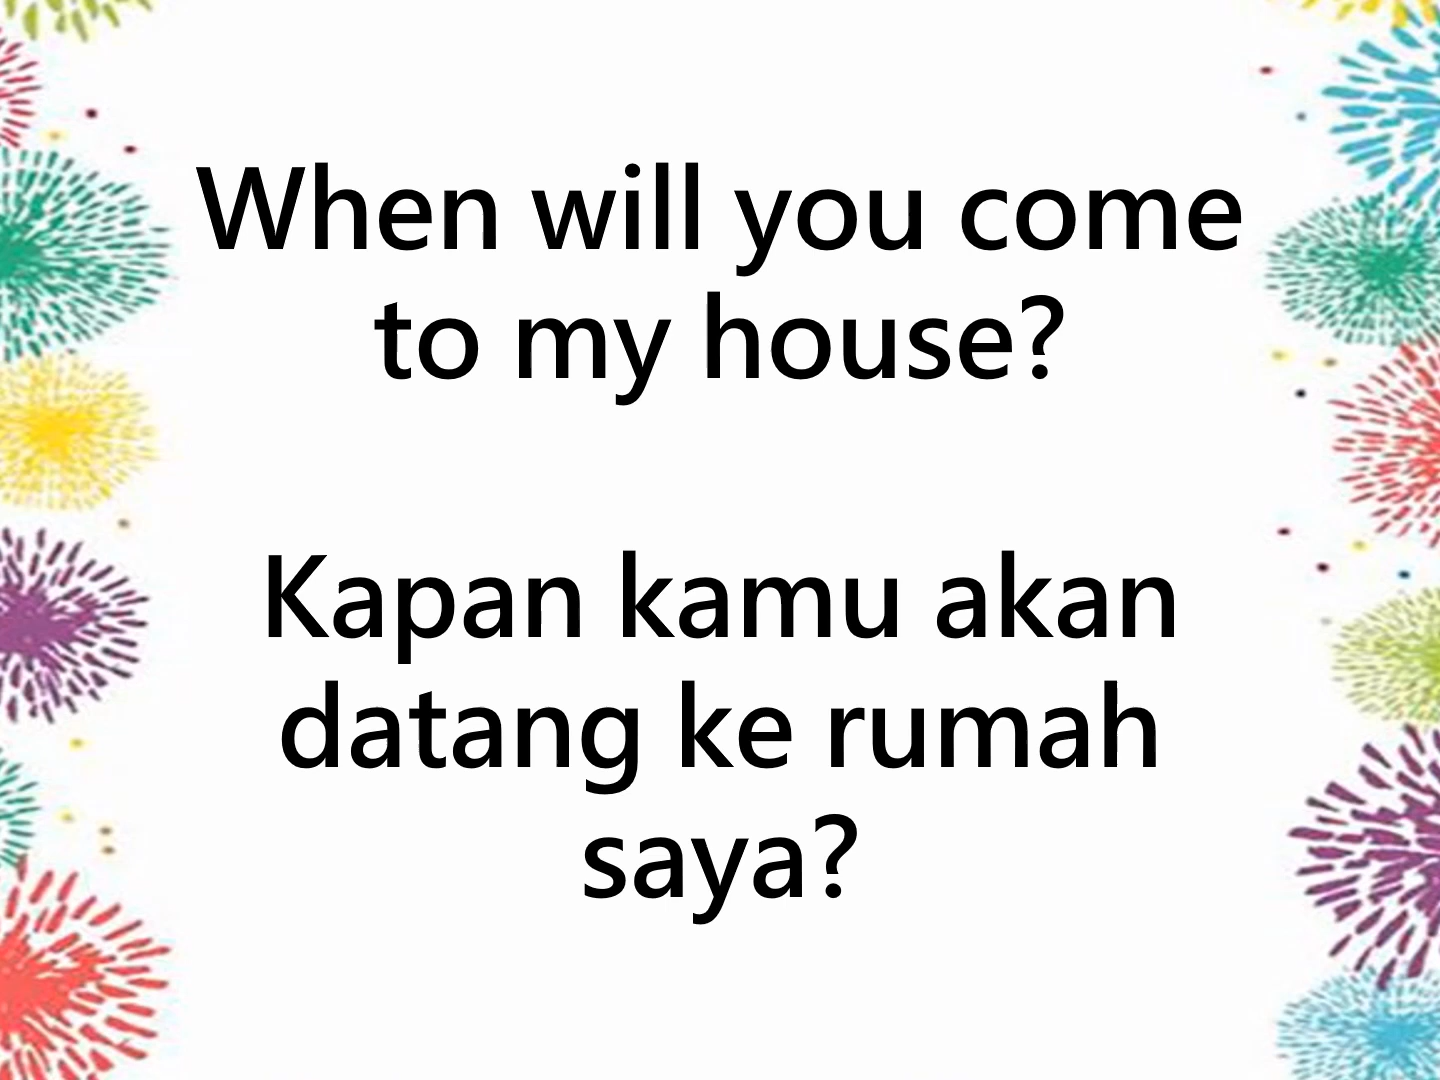 When will you come
to my house?
Kapan kamu akan
datang ke rumah
saya?